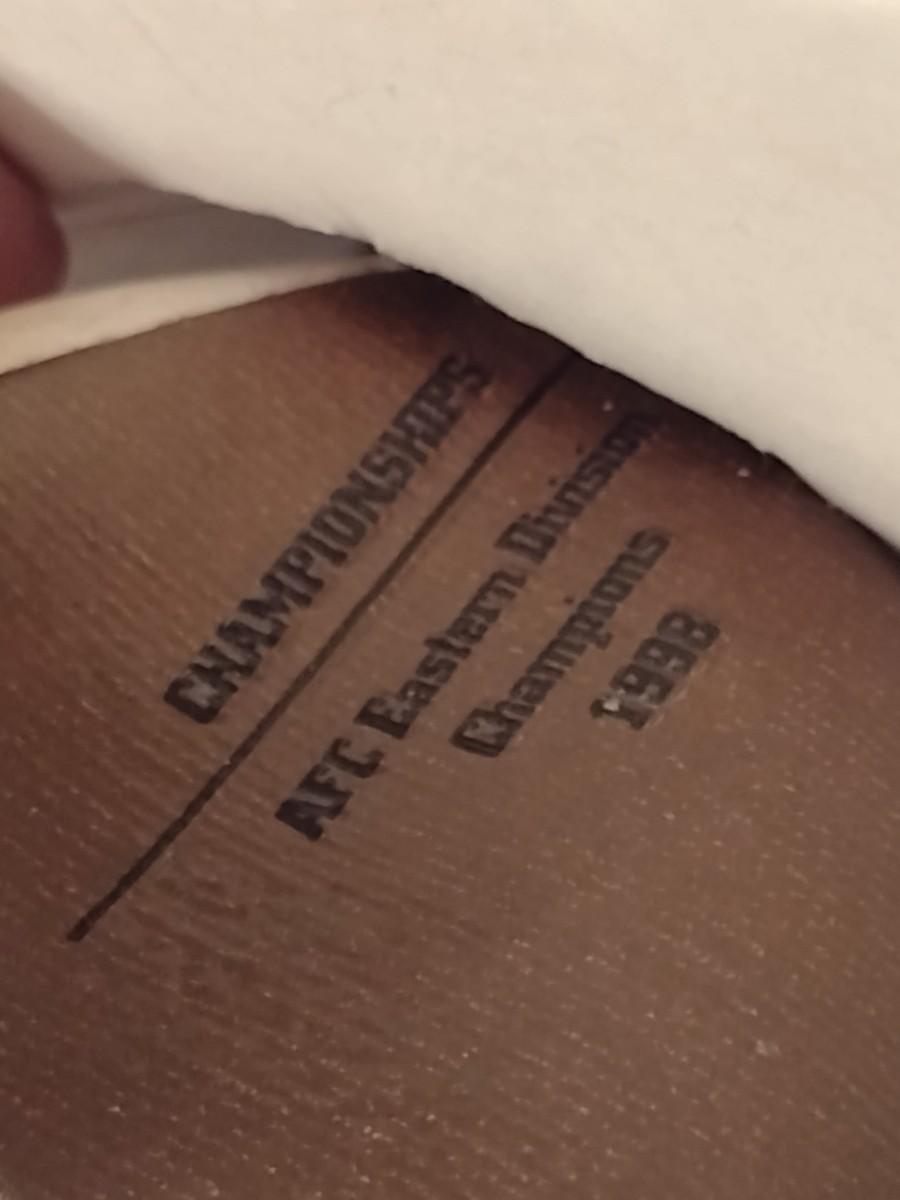 CHAMPIONSHIPS
AFC Eastern Division
Champions
1998